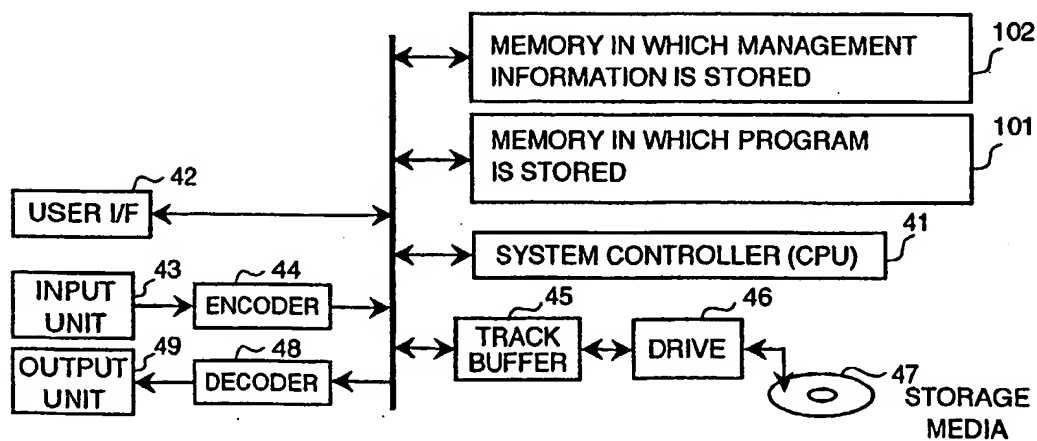 102
MEMORY IN WHICH MANAGEMENT
INFORMATION IS STORED
101
MEMORY IN WHICH PROGRAM
IS STORED
42
USER I/F
41
SYSTEM CONTROLLER (CPU)
43
INPUT
UNIT
44
ENCODER
45
TRACK
BUFFER
46
DRIVE
49
OUTPUT
UNIT
48
DECODER
47
STORAGE
MEDIA